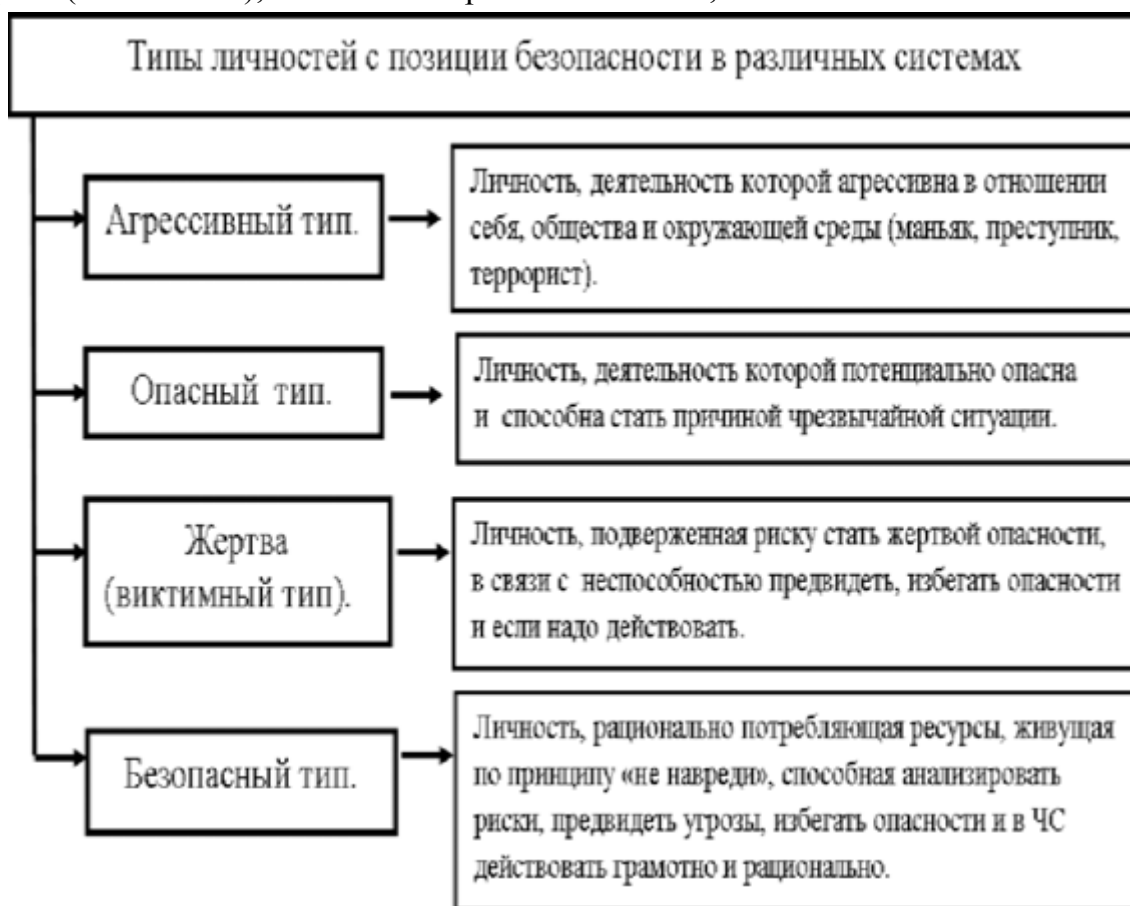 Типы личностей с позиции безопасности в различных системах
Агрессивный тип.
Личность, деятельность которой агрессивна в отношении
себя, общества и окружающей среды (маньяк, преступник,
террорист).
Опасный тип.
Личность, деятельность которой потенциально опасна
и способна стать причиной чрезвычайной ситуации.
Жертва
(виктимный тип).
Личность, подверженная риску стать жертвой опасности,
в связи с неспособностью предвидеть, избегать опасности
и если надо действовать.
Безопасный тип.
Личность, рационально потребляющая ресурсы, живущая
по принципу «не навреди», способная анализировать
риски, предвидеть угрозы, избегать опасности и в ЧС
действовать грамотно и рационально.